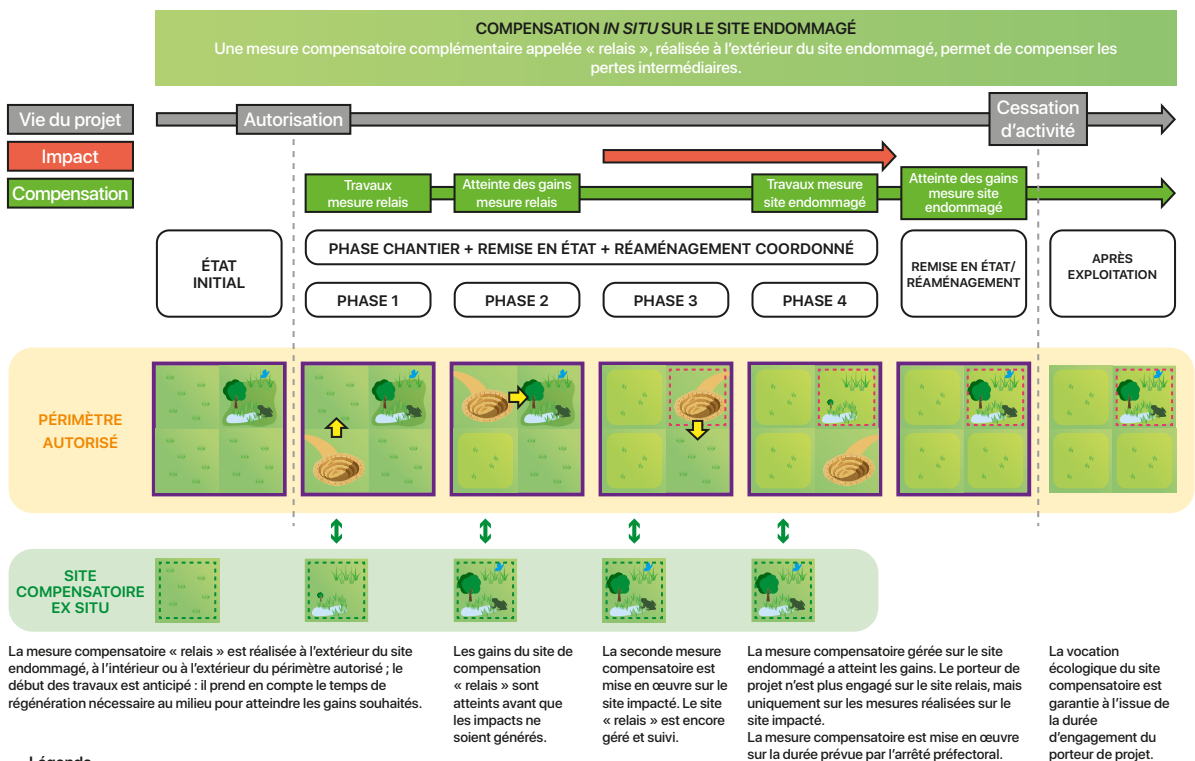 COMPENSATION IN SITU SUR LE SITE ENDOMMAGÉ
Une mesure compensatoire complémentaire appelée « relais », réalisée à l'extérieur du site endommagé, permet de compenser les
pertes intermédiaires.
Vie du projet
Autorisation
Cessation
d'activité
Impact
Compensation
Travaux
mesure relais
Atteinte des gains
mesure relais
Travaux mesure
site endommagé
Atteinte des gains
mesure site
endommagé
ÉTAT
INITIAL
PHASE CHANTIER + REMISE EN ÉTAT + RÉAMÉNAGEMENT COORDONNÉ
PHASE 1
PHASE 2
PHASE 3
PHASE 4
REMISE EN ÉTAT/
RÉAMÉNAGEMENT
APRÈS
EXPLOITATION
PÉRIMÈTRE
AUTORISÉ
SITE
COMPENSATOIRE
EX SITU
La mesure compensatoire « relais » est réalisée à l'extérieur du site
endommagé, à l'intérieur ou à l'extérieur du périmètre autorisé ; le
début des travaux est anticipé : il prend en compte le temps de
régénération nécessaire au milieu pour atteindre les gains souhaités.
Les gains du site de
compensation
« relais » sont
atteints avant que
les impacts ne
soient générés.
La seconde mesure
compensatoire est
mise en œuvre sur le
site impacté. Le site
« relais » est encore
géré et suivi.
La mesure compensatoire gérée sur le site
endommagé a atteint les gains. Le porteur de
projet n'est plus engagé sur le site relais, mais
uniquement sur les mesures réalisées sur le
site impacté.
La mesure compensatoire est mise en œuvre
sur la durée prévue par l'arrêté préfectoral.
La vocation
écologique du site
compensatoire est
garantie à l'issue de
la durée
d'engagement du
porteur de projet.
Légende